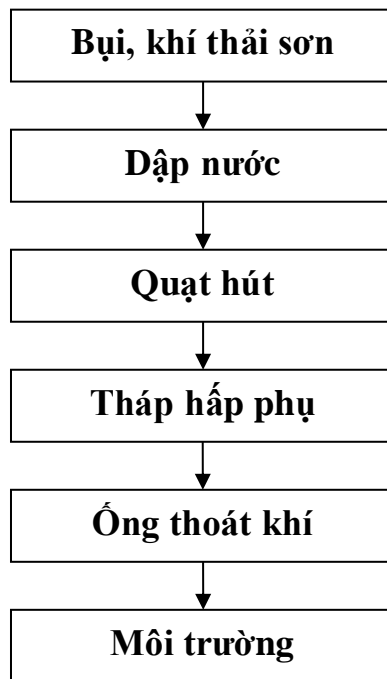 Bụi, khí thải sơn
Dập nước
Quạt hút
Tháp hấp phụ
Ống thoát khí
Môi trường